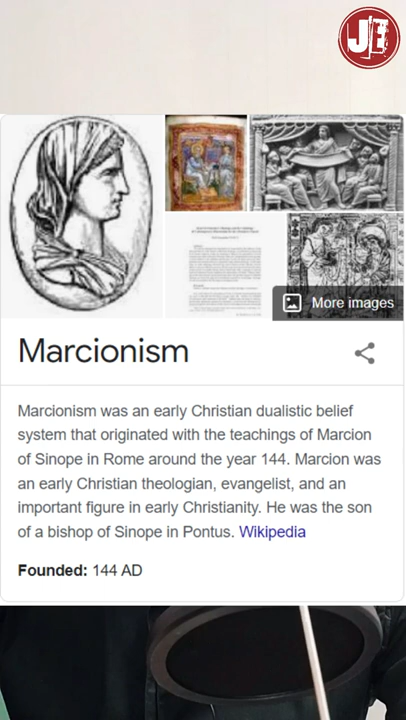 JE
More images
Marcionism
Marcionism was an early Christian dualistic belief
system that originated with the teachings of Marcion
of Sinope in Rome around the year 144. Marcion was
an early Christian theologian, evangelist, and an
important figure in early Christianity. He was the son
of a bishop of Sinope in Pontus. Wikipedia
Founded: 144 AD